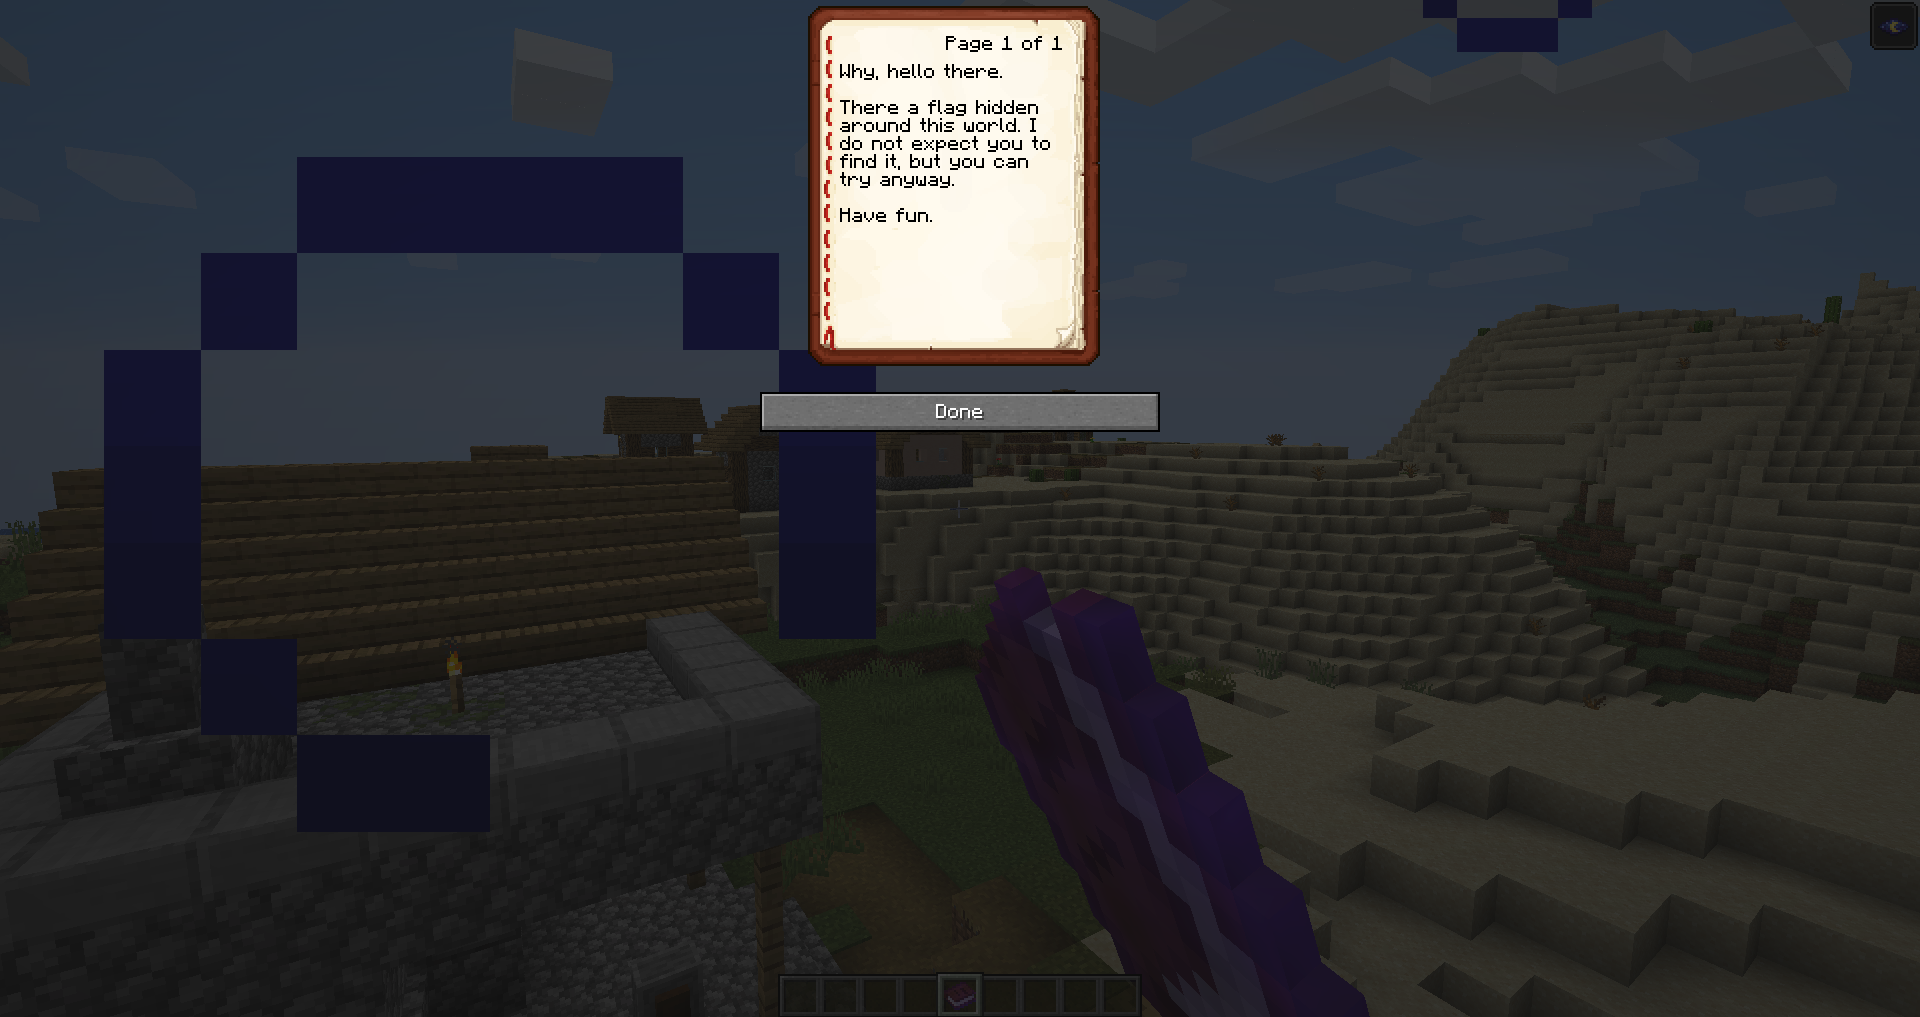 Page 1 of 1
Why, hello there.
There a flag hidden
around this world. I
do not expect you to
find it, but you can
try anyway.
Have fun.
Done